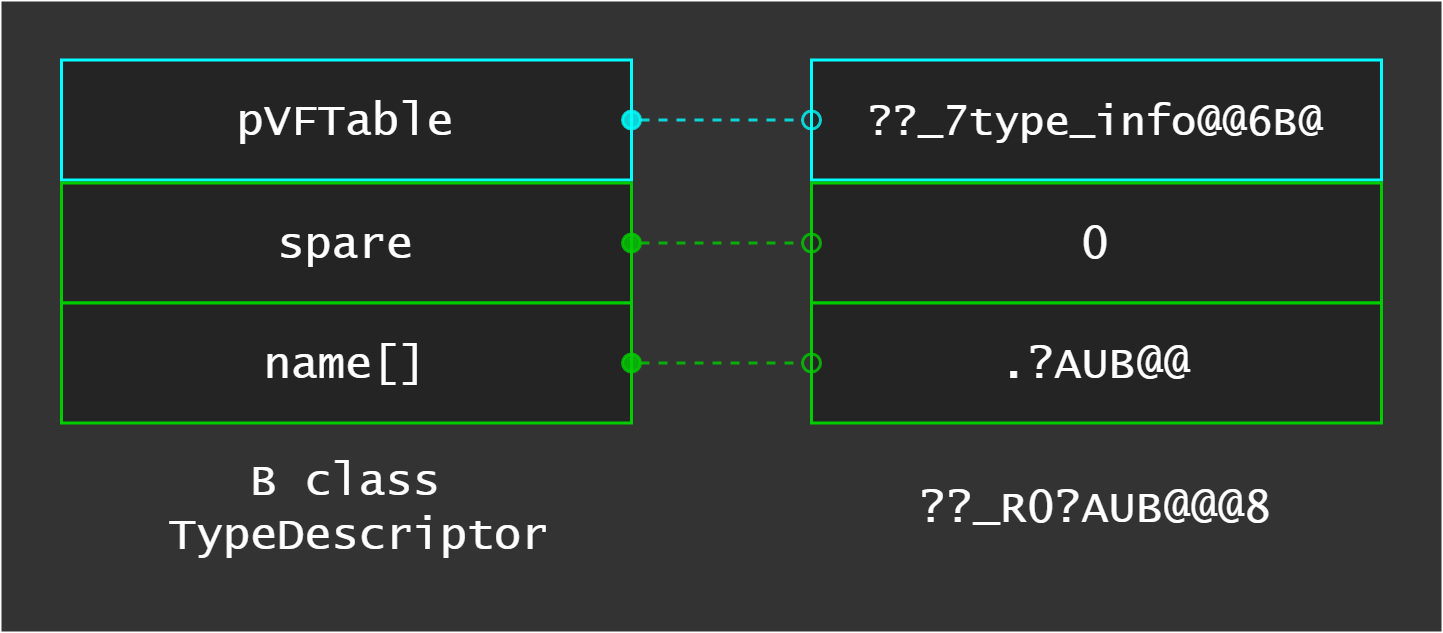 pVFTable
??_7type_info@@6B@
spare
0
name[]
.?AUB@@
B class
TypeDescriptor
??_R0?AUB@@@8